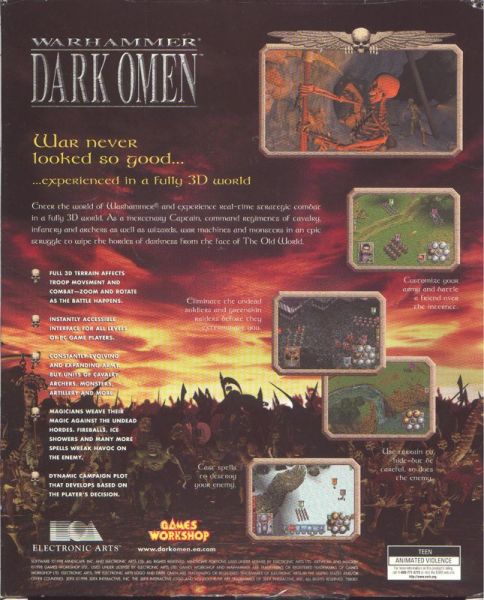 WARHAMMER®
DARK OMEN™
War never
looked so good...
...experienced in a fully 3D world
Enter the world of Warhammer® and experience real-time strategic combat
in a fully 3D world. As a mercenary Captain, command regiments of cavalry,
infantry and archers as well as wizards, war machines and monsters in an epic
struggle to wipe the hordes of darkness from the face of The Old World.
FULL 3D TERRAIN AFFECTS
TROOP MOVEMENT AND
COMBAT—ZOOM AND ROTATE
AS THE BATTLE HAPPENS.
INSTANTLY ACCESSIBLE
INTERFACE FOR ALL LEVELS
OF PC GAME PLAYERS.
CONSTANTLY EVOLVING
AND EXPANDING ARMY.
BUY UNITS OF CAVALRY
ARCHERS, MONSTERS,
ARTILLERY AND MORE.
MAGICIANS WEAVE THEIR
MAGIC AGAINST THE UNDEAD
HORDES. FIREBALLS, ICE
SHOWERS AND MANY MORE
SPELLS WREAK HAVOC ON
THE ENEMY.
DYNAMIC CAMPAIGN PLOT
THAT DEVELOPS BASED ON
THE PLAYER'S DECISION.
Customize your
army and battle
a friend over
the internet.
Eliminate the undead
soldiers and greenskin
raiders before they
exterminate you.
Use terrain to
hide—but be
careful, so does
the enemy.
Cast spells
to destroy
your enemy.
ELECTRONIC ARTS™
GAMES
WORKSHOP
www.darkomen.ea.com
TEEN
ANIMATED VIOLENCE